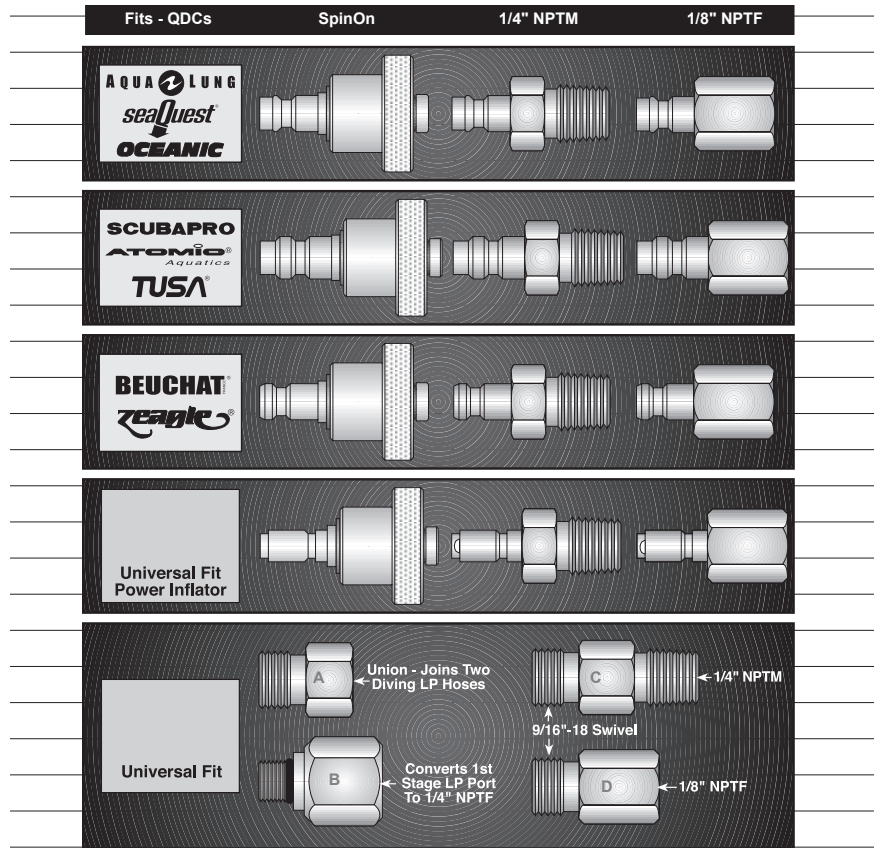 Fits - QDCs SpinOn 1/4" NPTM 1/8" NPTF
AQUA LUNG
seaQuest
OCEANIC
SCUBAPRO
ATOMIC®
Aquatics
TUSA®
BEUCHAT
zeagle®
Universal Fit
Power Inflator
A
Union - Joins Two
Diving LP Hoses
C
1/4" NPTM
9/16"-18 Swivel
Universal Fit
B
Converts 1st
Stage LP Port
To 1/4" NPTF
D
1/8" NPTF